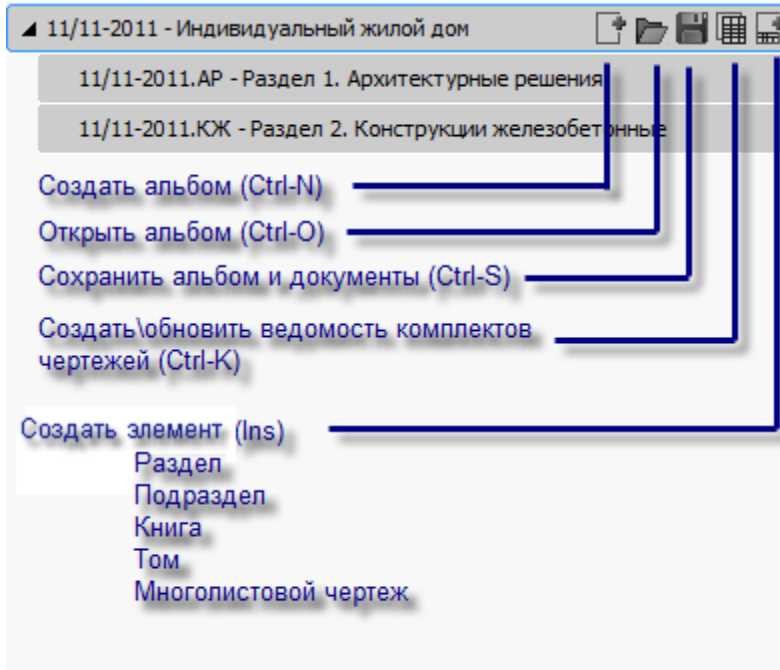 11/11-2011 - Индивидуальный жилой дом
11/11-2011.АР - Раздел 1. Архитектурные решения
11/11-2011.КЖ - Раздел 2. Конструкции железобетонные
Создать альбом (Ctrl-N)
Открыть альбом (Ctrl-O)
Сохранить альбом и документы (Ctrl-S)
Создать\обновить ведомость комплектов
чертежей (Ctrl-K)
Создать элемент (Ins)
Раздел
Подраздел
Книга
Том
Многолистовой чертеж